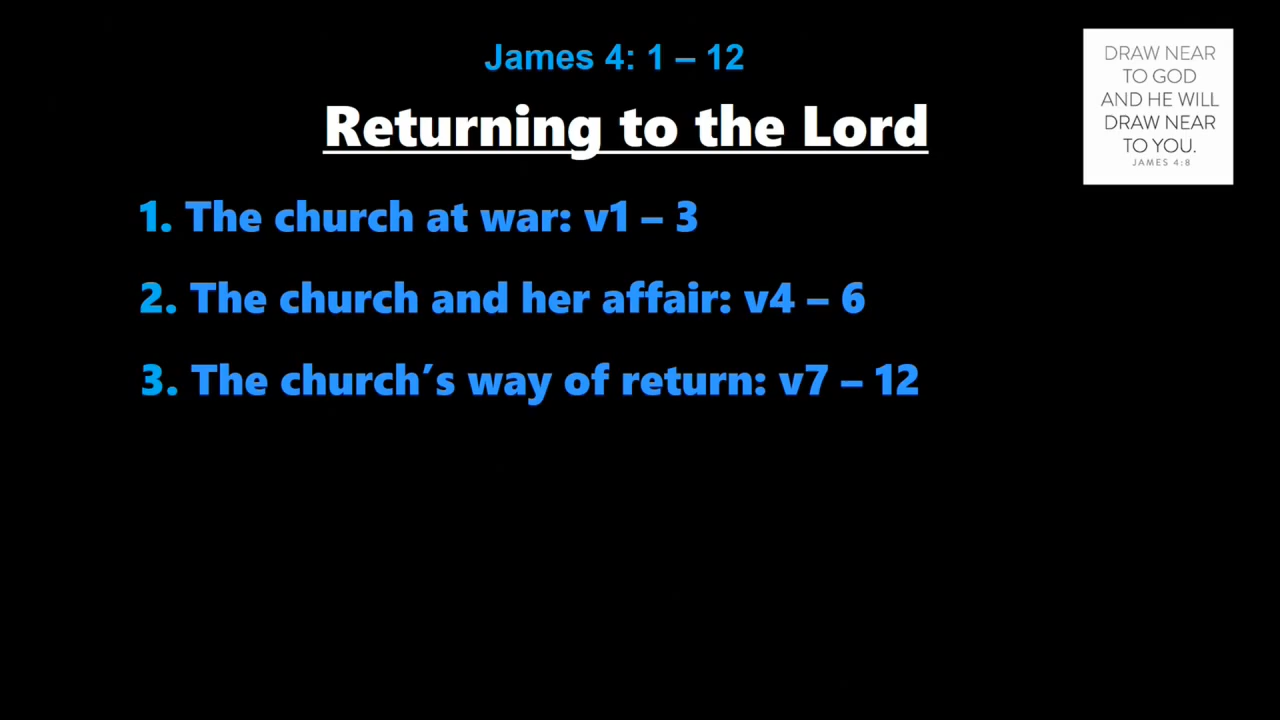 James 4: 1 – 12
Returning to the Lord
1. The church at war: v1 – 3
2. The church and her affair: v4 – 6
3. The church´s way of return: v7 – 12
DRAW NEAR
TO GOD
AND HE WILL
DRAW NEAR
TO YOU.
JAMES 4:8